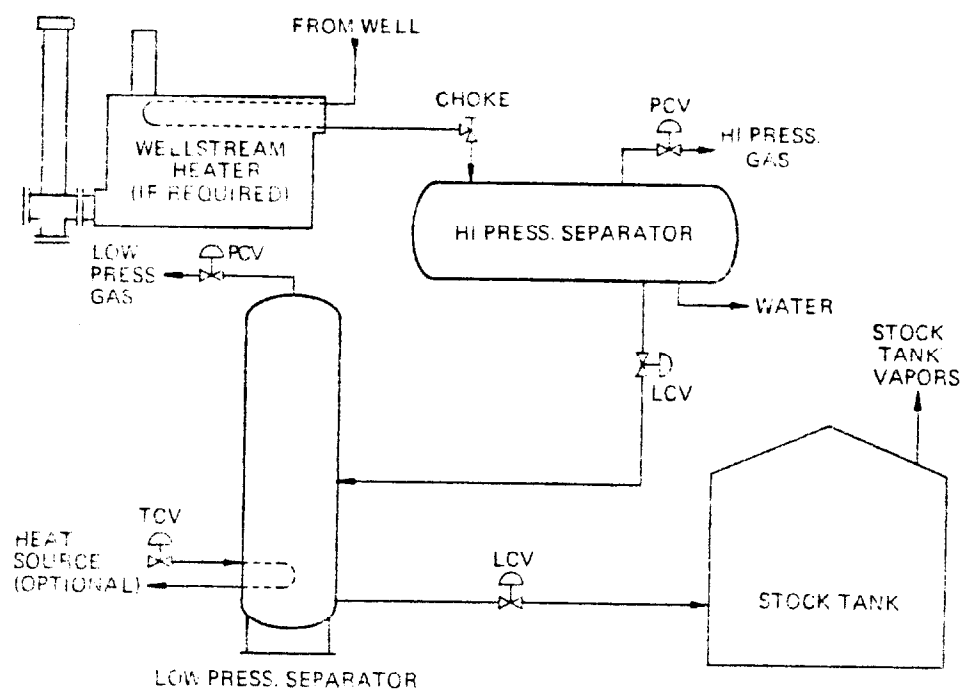 FROM WELL
CHOKE
PCV
HI PRESS.
GAS
WELLSTREAM
HEATER
(IF REQUIRED)
HI PRESS. SEPARATOR
LOW
PRESS
GAS
PCV
WATER
STOCK
TANK
VAPORS
LCV
TCV
HEAT
SOURCE
(OPTIONAL)
LCV
STOCK TANK
LOW PRESS. SEPARATOR